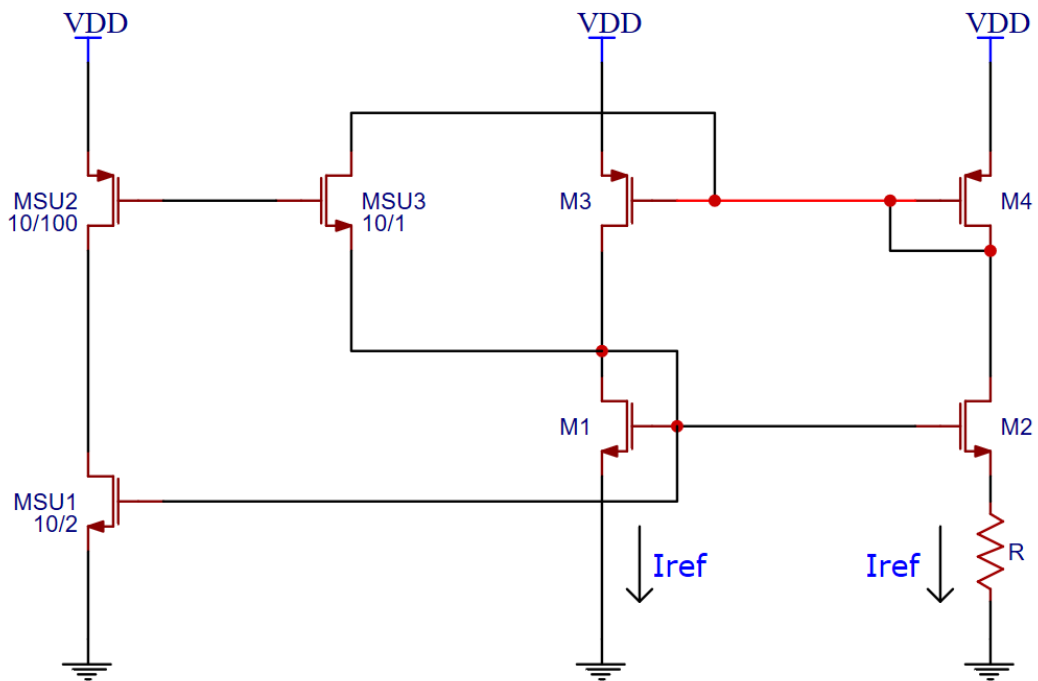 VDD
VDD
VDD
MSU2
10/100
MSU3
10/1
M3
M4
M1
M2
MSU1
10/2
Iref
Iref
R